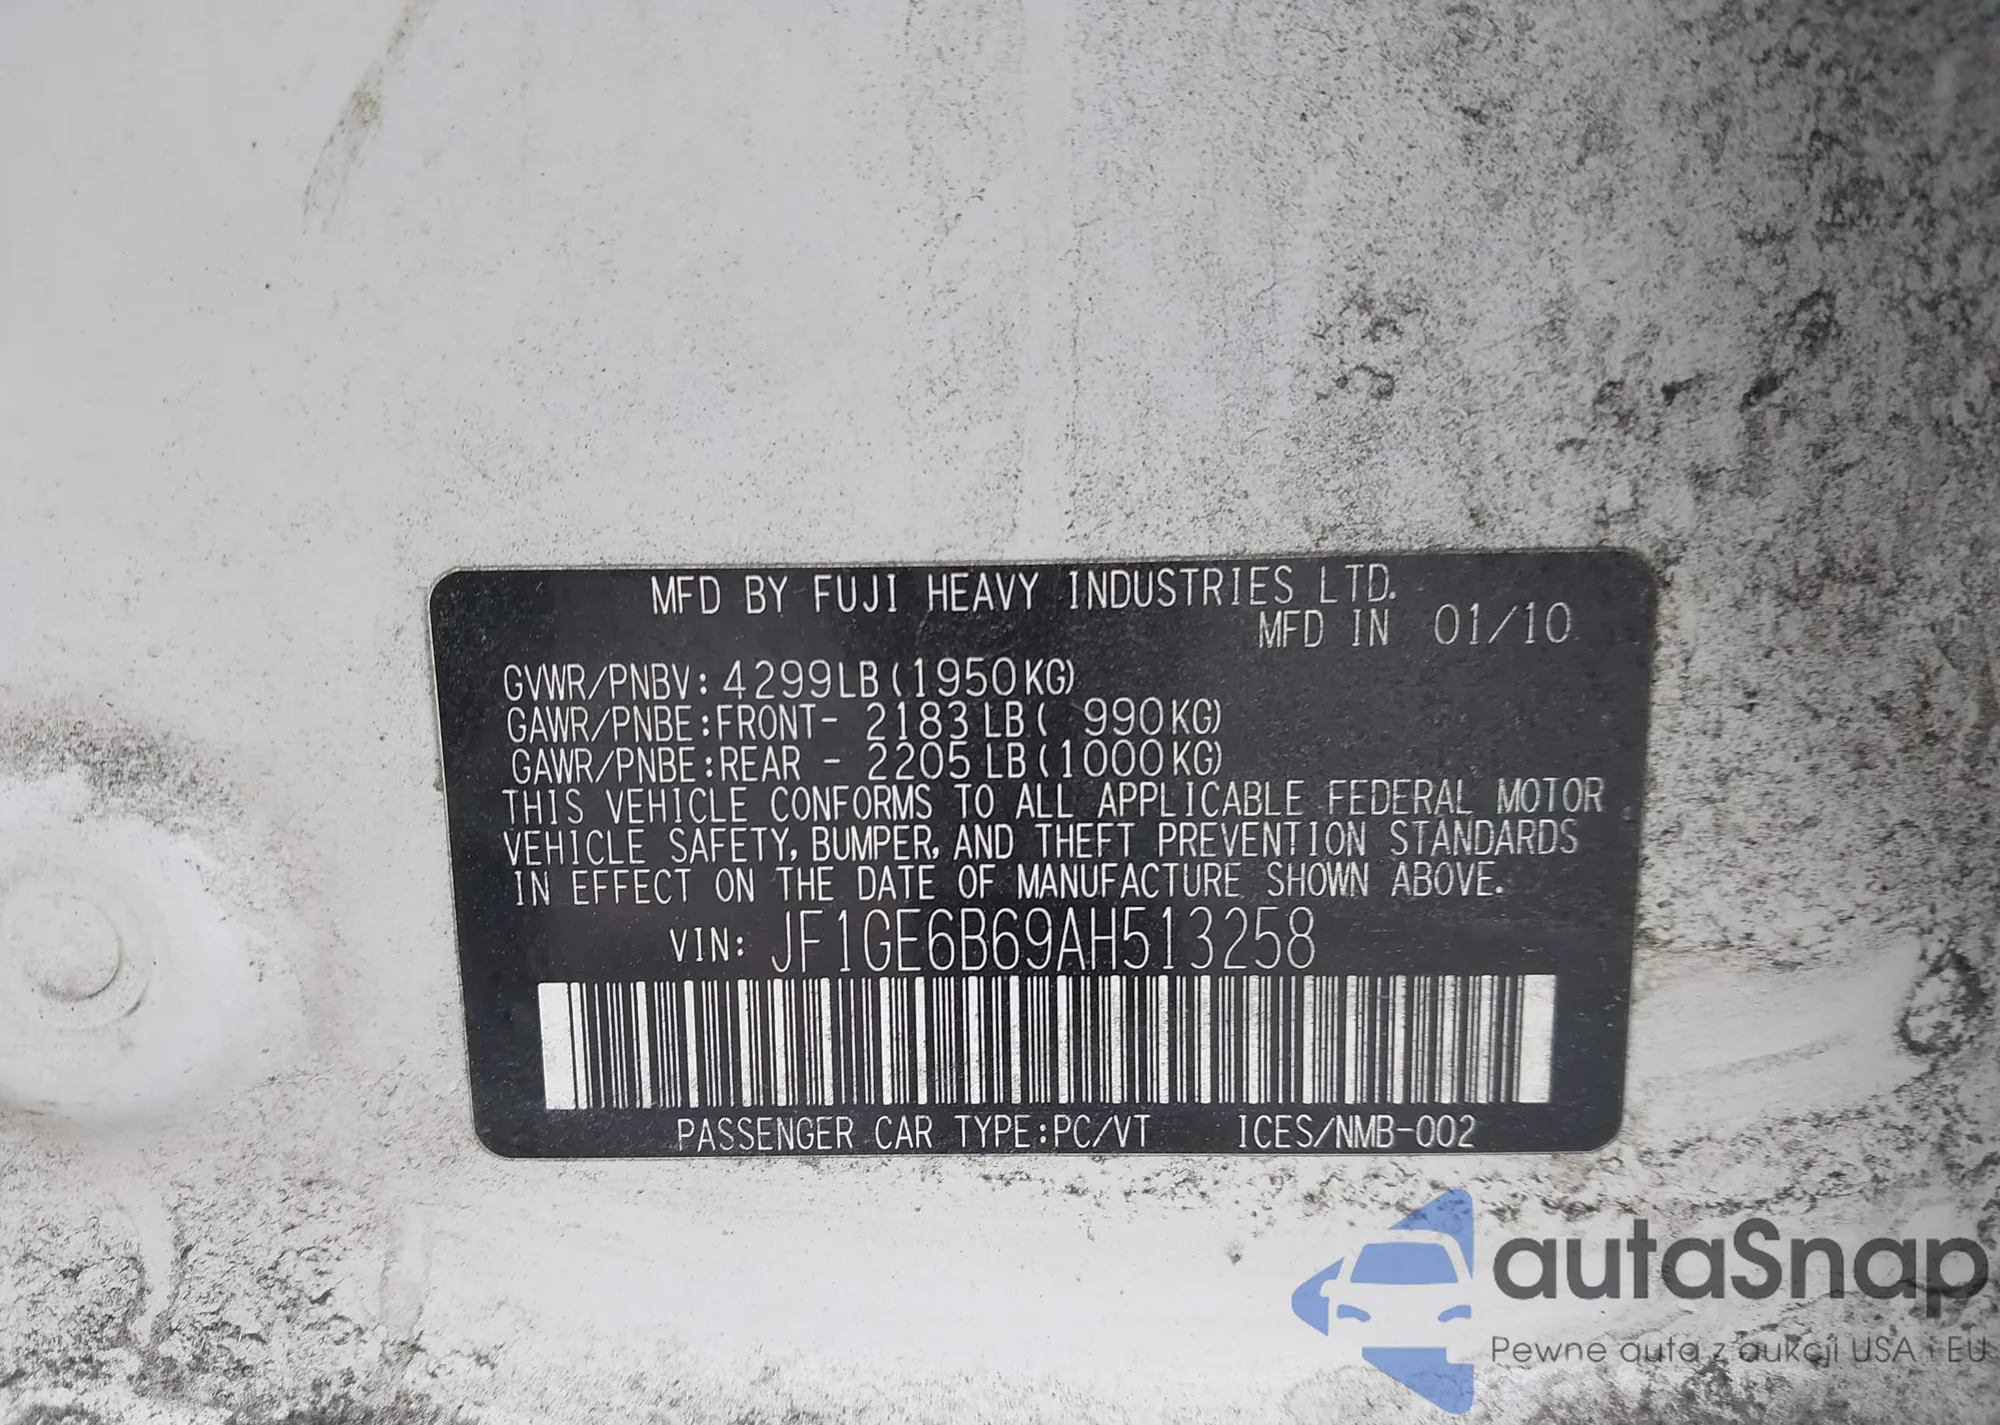 MFD BY FUJI HEAVY INDUSTRIES LTD.
MFD IN 01/10
GVWR/PNBV: 4299LB(1950KG)
GAWR/PNBE:FRONT- 2183LB( 990KG)
GAWR/PNBE:REAR - 2205LB(1000KG)
THIS VEHICLE CONFORMS TO ALL APPLICABLE FEDERAL MOTOR
VEHICLE SAFETY, BUMPER, AND THEFT PREVENTION STANDARDS
IN EFFECT ON THE DATE OF MANUFACTURE SHOWN ABOVE.
VIN: JF1GE6B69AH513258
PASSENGER CAR TYPE:PC/VT ICES/NMB-002
autaSnap
Pewne auta z aukcji USA i EU